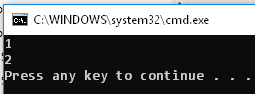 C:\WINDOWS\system32\cmd.exe
1
2
Press any key to continue . . .